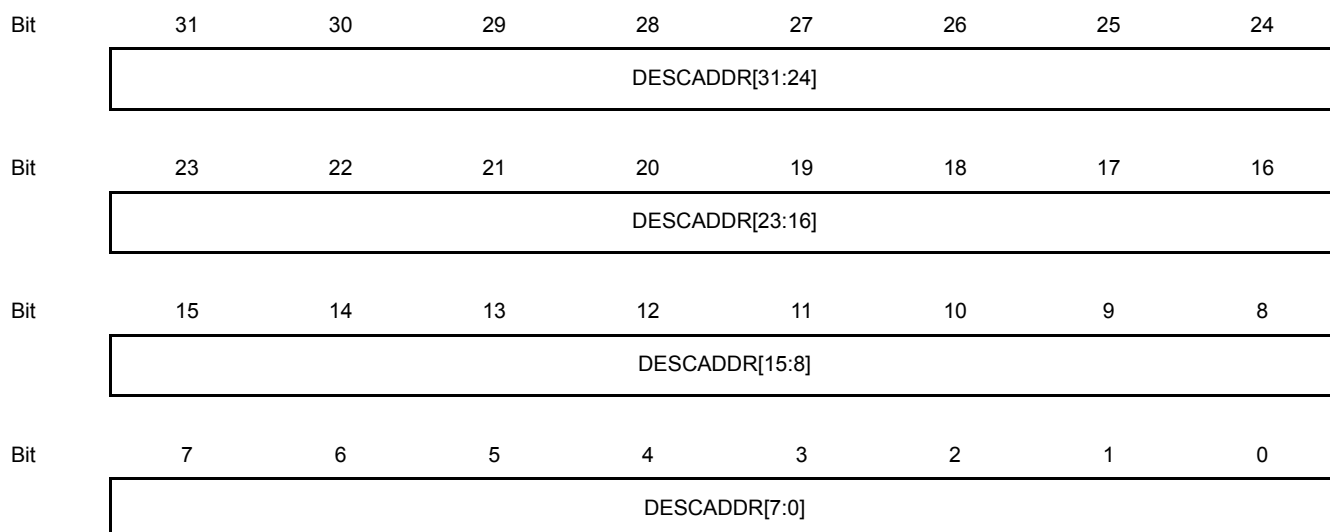 Bit 31 30 29 28 27 26 25 24
DESCADDR[31:24]
Bit 23 22 21 20 19 18 17 16
DESCADDR[23:16]
Bit 15 14 13 12 11 10 9 8
DESCADDR[15:8]
Bit 7 6 5 4 3 2 1 0
DESCADDR[7:0]